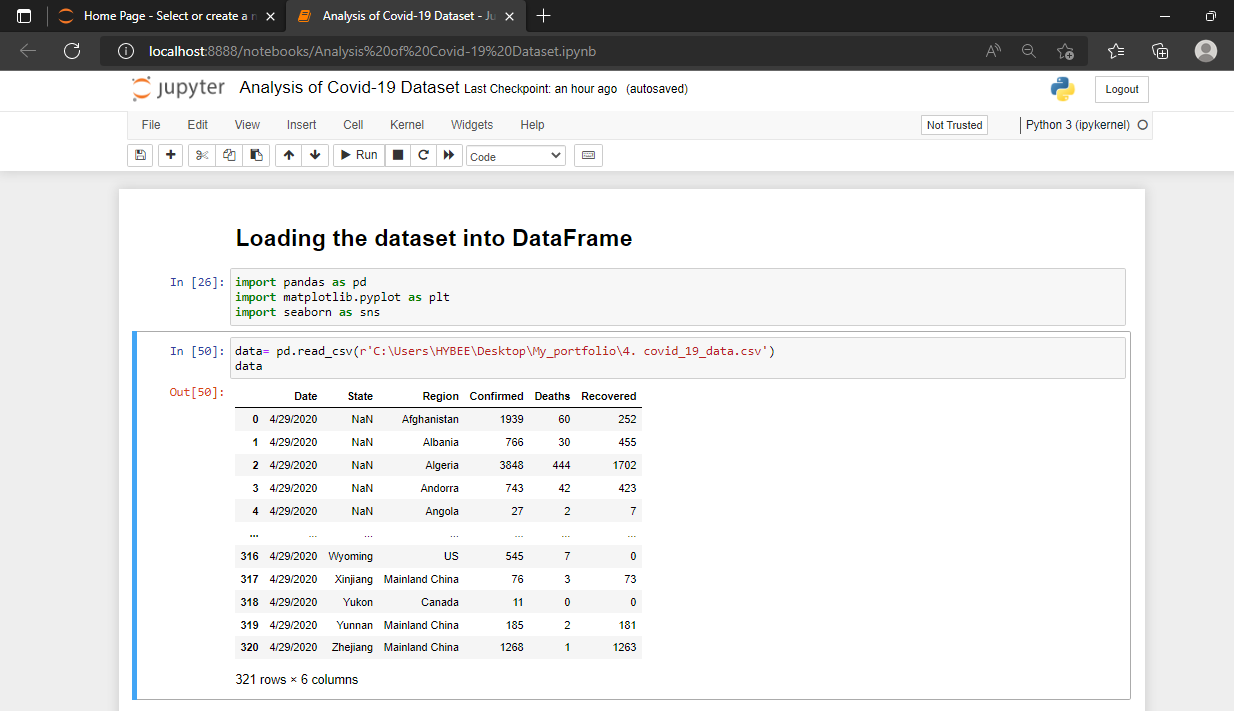 Home Page - Select or create a n
Analysis of Covid-19 Dataset - Ju
localhost:8888/notebooks/Analysis%20of%20Covid-19%20Dataset.ipynb
jupyter Analysis of Covid-19 Dataset Last Checkpoint: an hour ago (autosaved)
Logout
File Edit View Insert Cell Kernel Widgets Help
Not Trusted
Python 3 (ipykernel)
Run
Code
Loading the dataset into DataFrame
In [26]: import pandas as pd
import matplotlib.pyplot as plt
import seaborn as sns
In [50]: data= pd.read_csv(r'C:\Users\HYBEE\Desktop\My_portfolio\4. covid_19_data.csv')
data
Out[50]:
Date State Region Confirmed Deaths Recovered
0 4/29/2020 NaN Afghanistan 1939 60 252
1 4/29/2020 NaN Albania 766 30 455
2 4/29/2020 NaN Algeria 3848 444 1702
3 4/29/2020 NaN Andorra 743 42 423
4 4/29/2020 NaN Angola 27 2 7
... ... ... ... ... ... ...
316 4/29/2020 Wyoming US 545 7 0
317 4/29/2020 Xinjiang Mainland China 76 3 73
318 4/29/2020 Yukon Canada 11 0 0
319 4/29/2020 Yunnan Mainland China 185 2 181
320 4/29/2020 Zhejiang Mainland China 1268 1 1263
321 rows × 6 columns